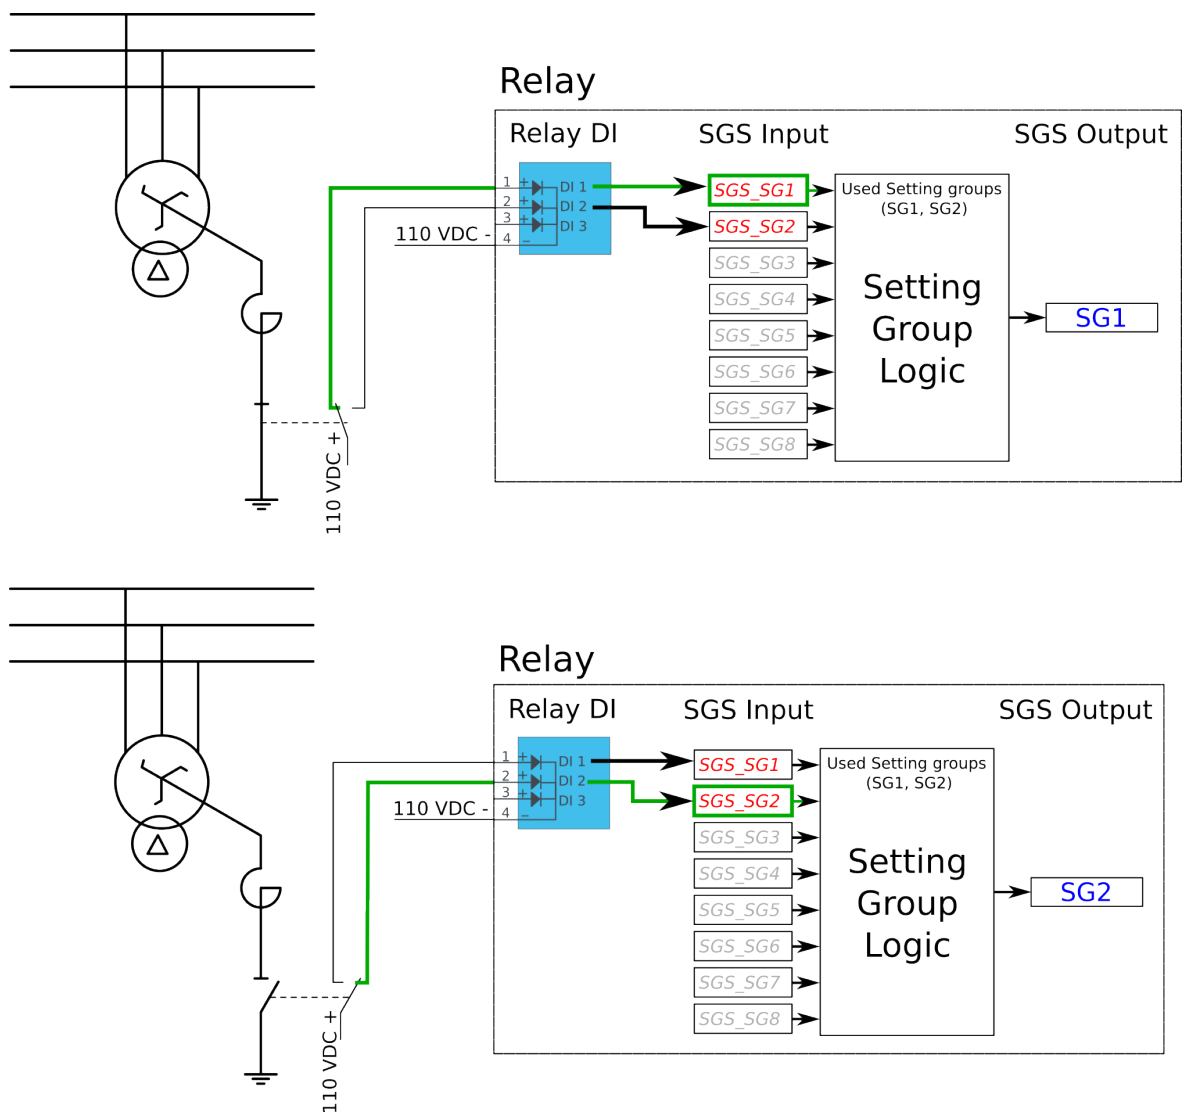 Relay
Relay DI
SGS Input
SGS Output
1 + DI 1
2 + DI 2
3 + DI 3
4 −
110 VDC -
110 VDC +
SGS_SG1
SGS_SG2
SGS_SG3
SGS_SG4
SGS_SG5
SGS_SG6
SGS_SG7
SGS_SG8
Used Setting groups
(SG1, SG2)
Setting
Group
Logic
SG1
Δ
Relay
Relay DI
SGS Input
SGS Output
1 + DI 1
2 + DI 2
3 + DI 3
4 −
110 VDC -
110 VDC +
SGS_SG1
SGS_SG2
SGS_SG3
SGS_SG4
SGS_SG5
SGS_SG6
SGS_SG7
SGS_SG8
Used Setting groups
(SG1, SG2)
Setting
Group
Logic
SG2
Δ